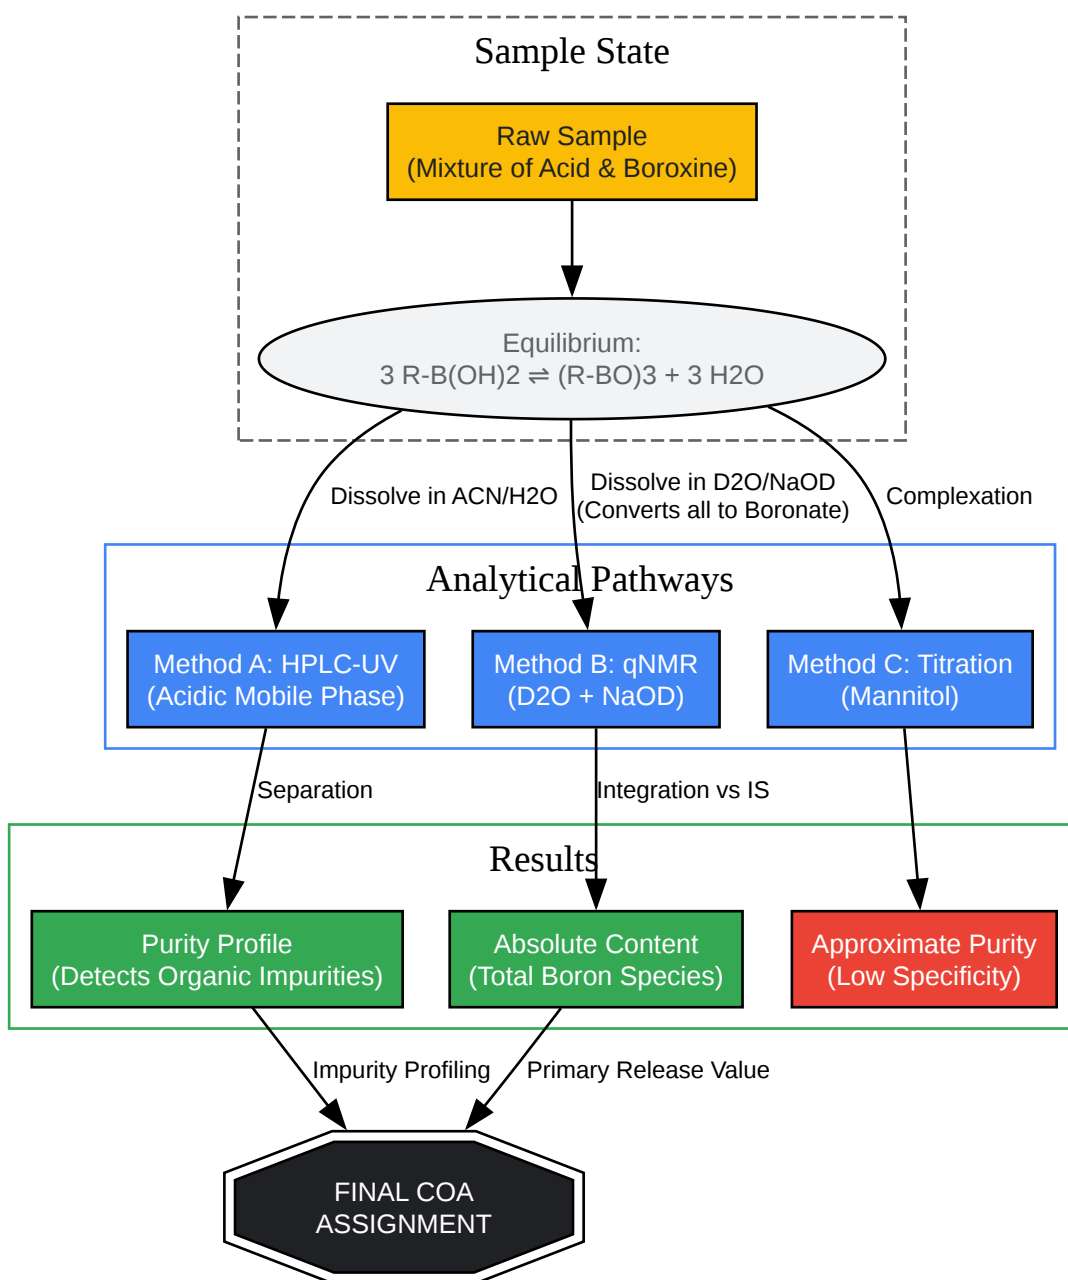 Sample State
Raw Sample
(Mixture of Acid & Boroxine)
Equilibrium:
3 R-B(OH)2 ⇌ (R-BO)3 + 3 H2O
Dissolve in ACN/H2O
Dissolve in D2O/NaOD
(Converts all to Boronate)
Complexation
Analytical Pathways
Method A: HPLC-UV
(Acidic Mobile Phase)
Method B: qNMR
(D2O + NaOD)
Method C: Titration
(Mannitol)
Separation
Integration vs IS
Results
Purity Profile
(Detects Organic Impurities)
Absolute Content
(Total Boron Species)
Approximate Purity
(Low Specificity)
Impurity Profiling
Primary Release Value
FINAL COA
ASSIGNMENT